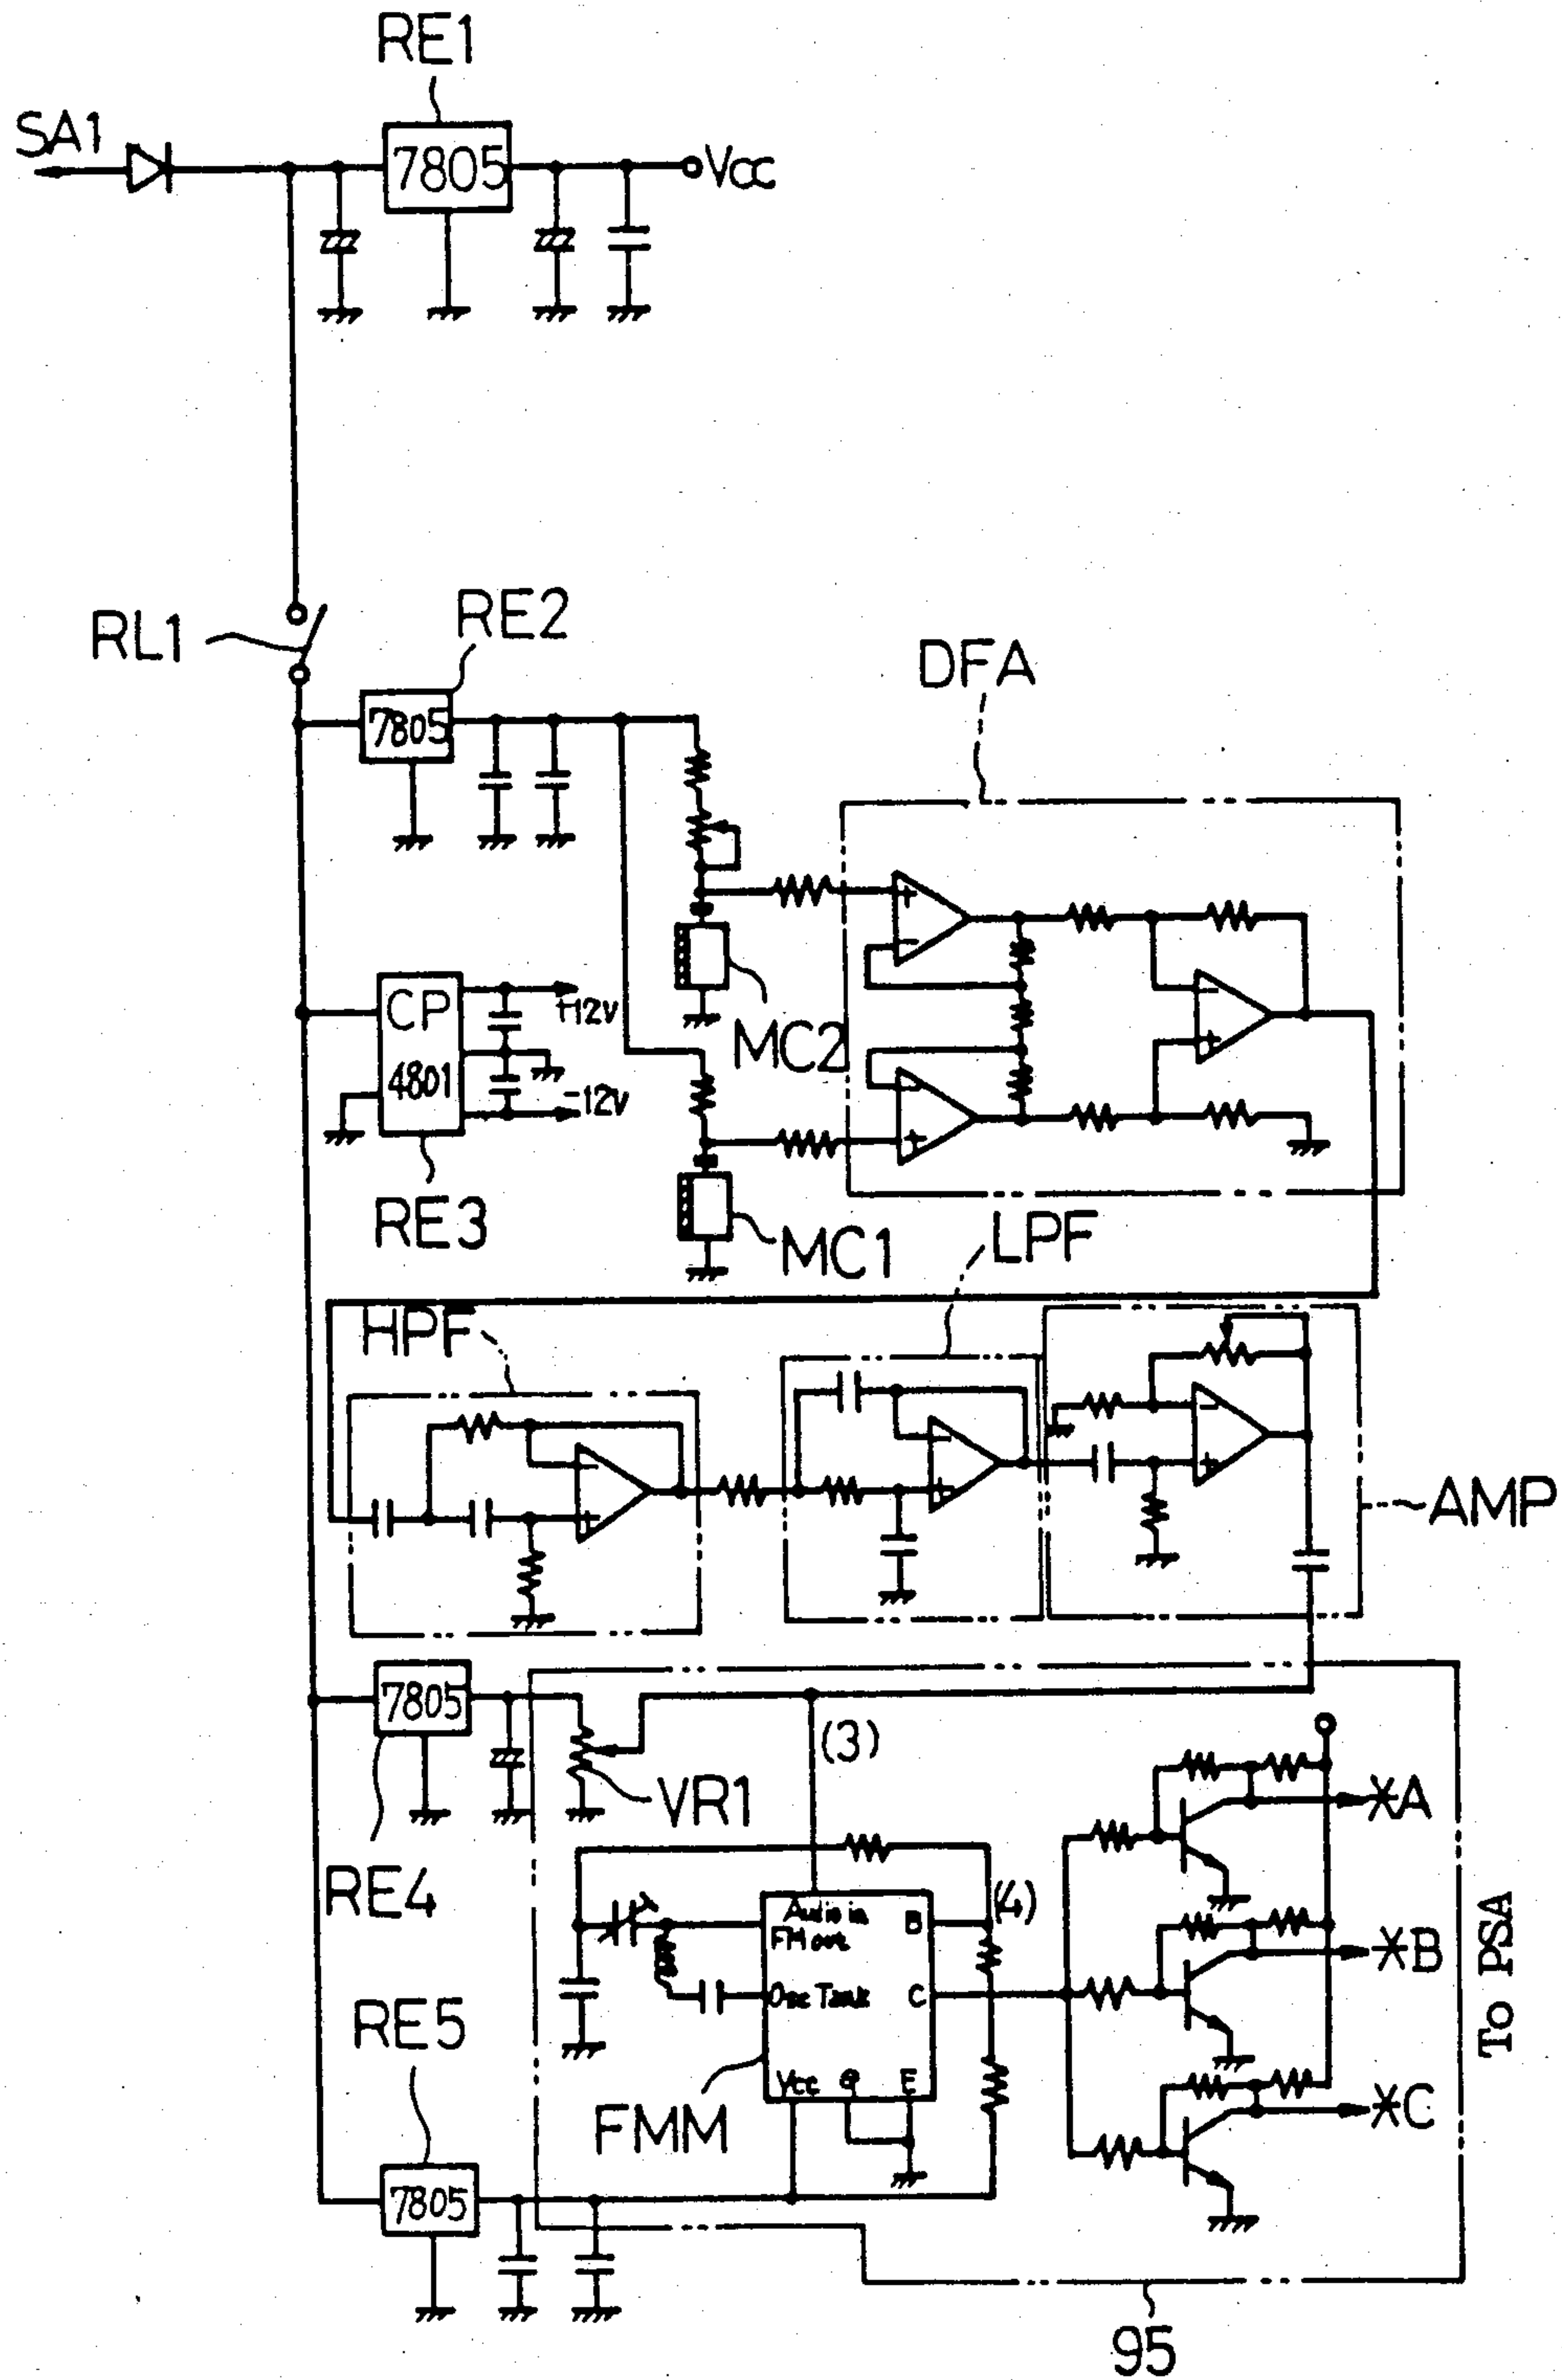 RE1
SA1
7805
Vcc
RL1
RE2
7805
DFA
+
-
-
+
MC2
CP
4801
+12V
-12V
-
+
RE3
MC1
LPF
HPF
-
+
-
+
-
+
AMP
7805
(3)
VR1
RE4
*A
(4)
Audio in
FM out
B
*B
Osc Tank
C
To PSA
RE5
Vcc
E
*C
FMM
7805
95